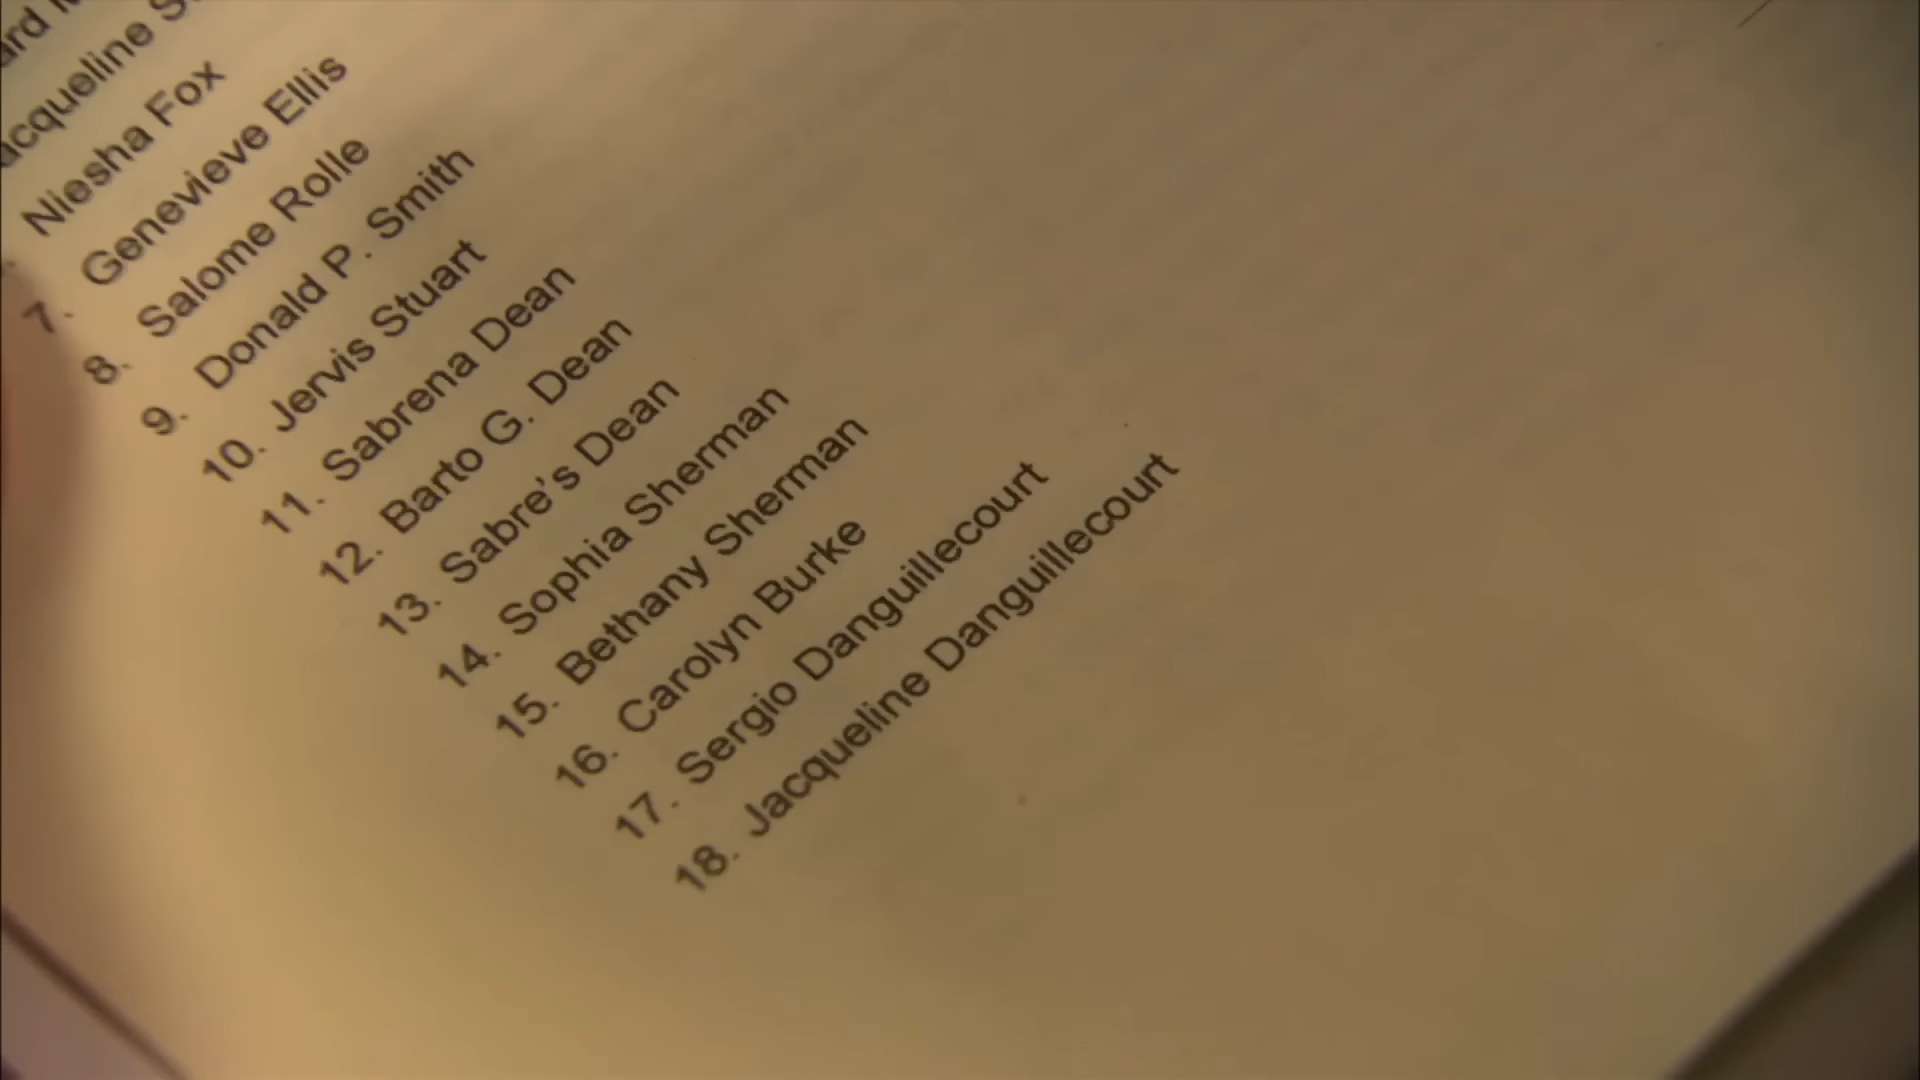 Niesha Fox
7. Genevieve Ellis
8. Salome Rolle
9. Donald P. Smith
10. Jervis Stuart
11. Sabrena Dean
12. Barto G. Dean
13. Sabre's Dean
14. Sophia Sherman
15. Bethany Sherman
16. Carolyn Burke
17. Sergio Danguillecourt
18. Jacqueline Danguillecourt